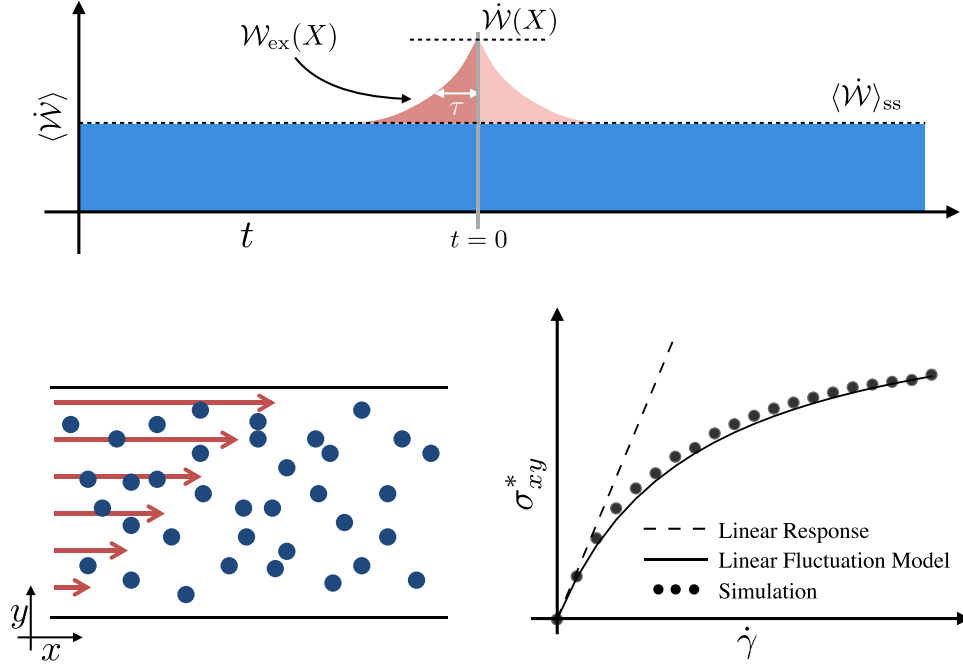 𝒲̇(X)
𝒲ex(X)
τ
⟨𝒲̇⟩ss
⟨𝒲̇⟩
t
t = 0
σ*xy
Linear Response
Linear Fluctuation Model
Simulation
y
x
γ̇